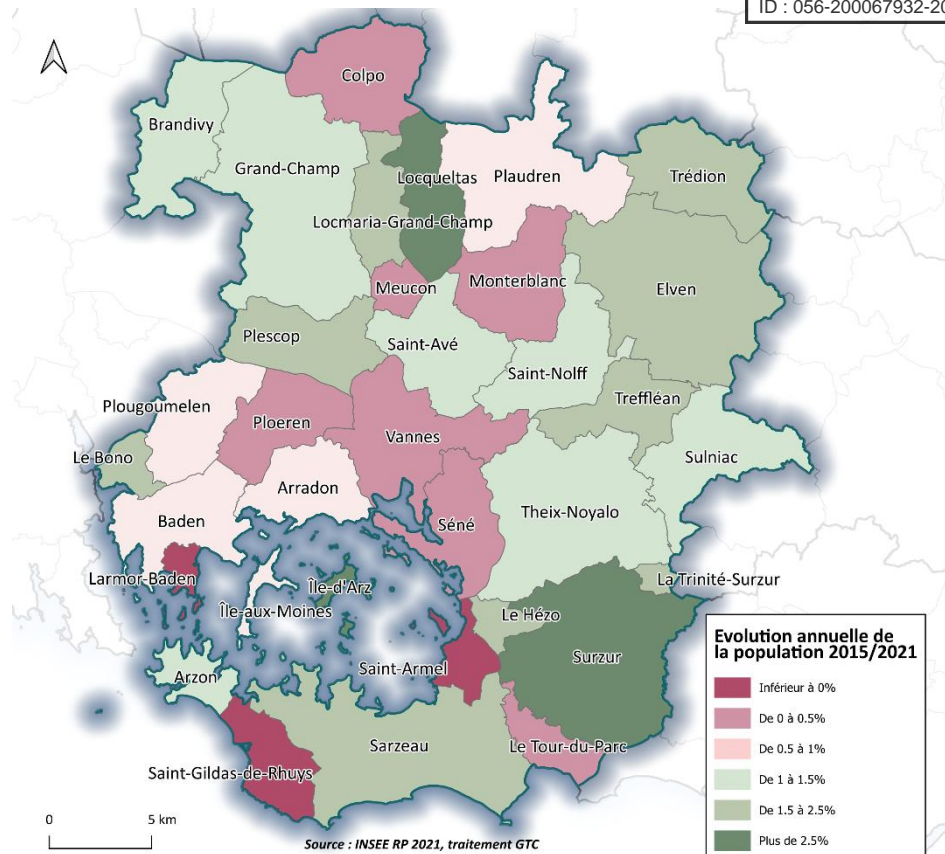 ID : 056-200067932-20
Colpo
Brandivy
Grand-Champ
Locqueltas
Plaudren
Trédion
Locmaria-Grand-Champ
Meucon
Monterblanc
Elven
Plescop
Saint-Avé
Saint-Nolff
Treffléan
Plougoumelen
Ploeren
Vannes
Le Bono
Sulniac
Arradon
Baden
Séné
Theix-Noyalo
Larmor-Baden
Île-d'Arz
La Trinité-Surzur
Île-aux-Moines
Le Hézo
Surzur
Saint-Armel
Arzon
Sarzeau
Le Tour-du-Parc
Saint-Gildas-de-Rhuys
Evolution annuelle de
la population 2015/2021
Inférieur à 0%
De 0 à 0.5%
De 0.5 à 1%
De 1 à 1.5%
De 1.5 à 2.5%
Plus de 2.5%
0 5 km
Source : INSEE RP 2021, traitement GTC